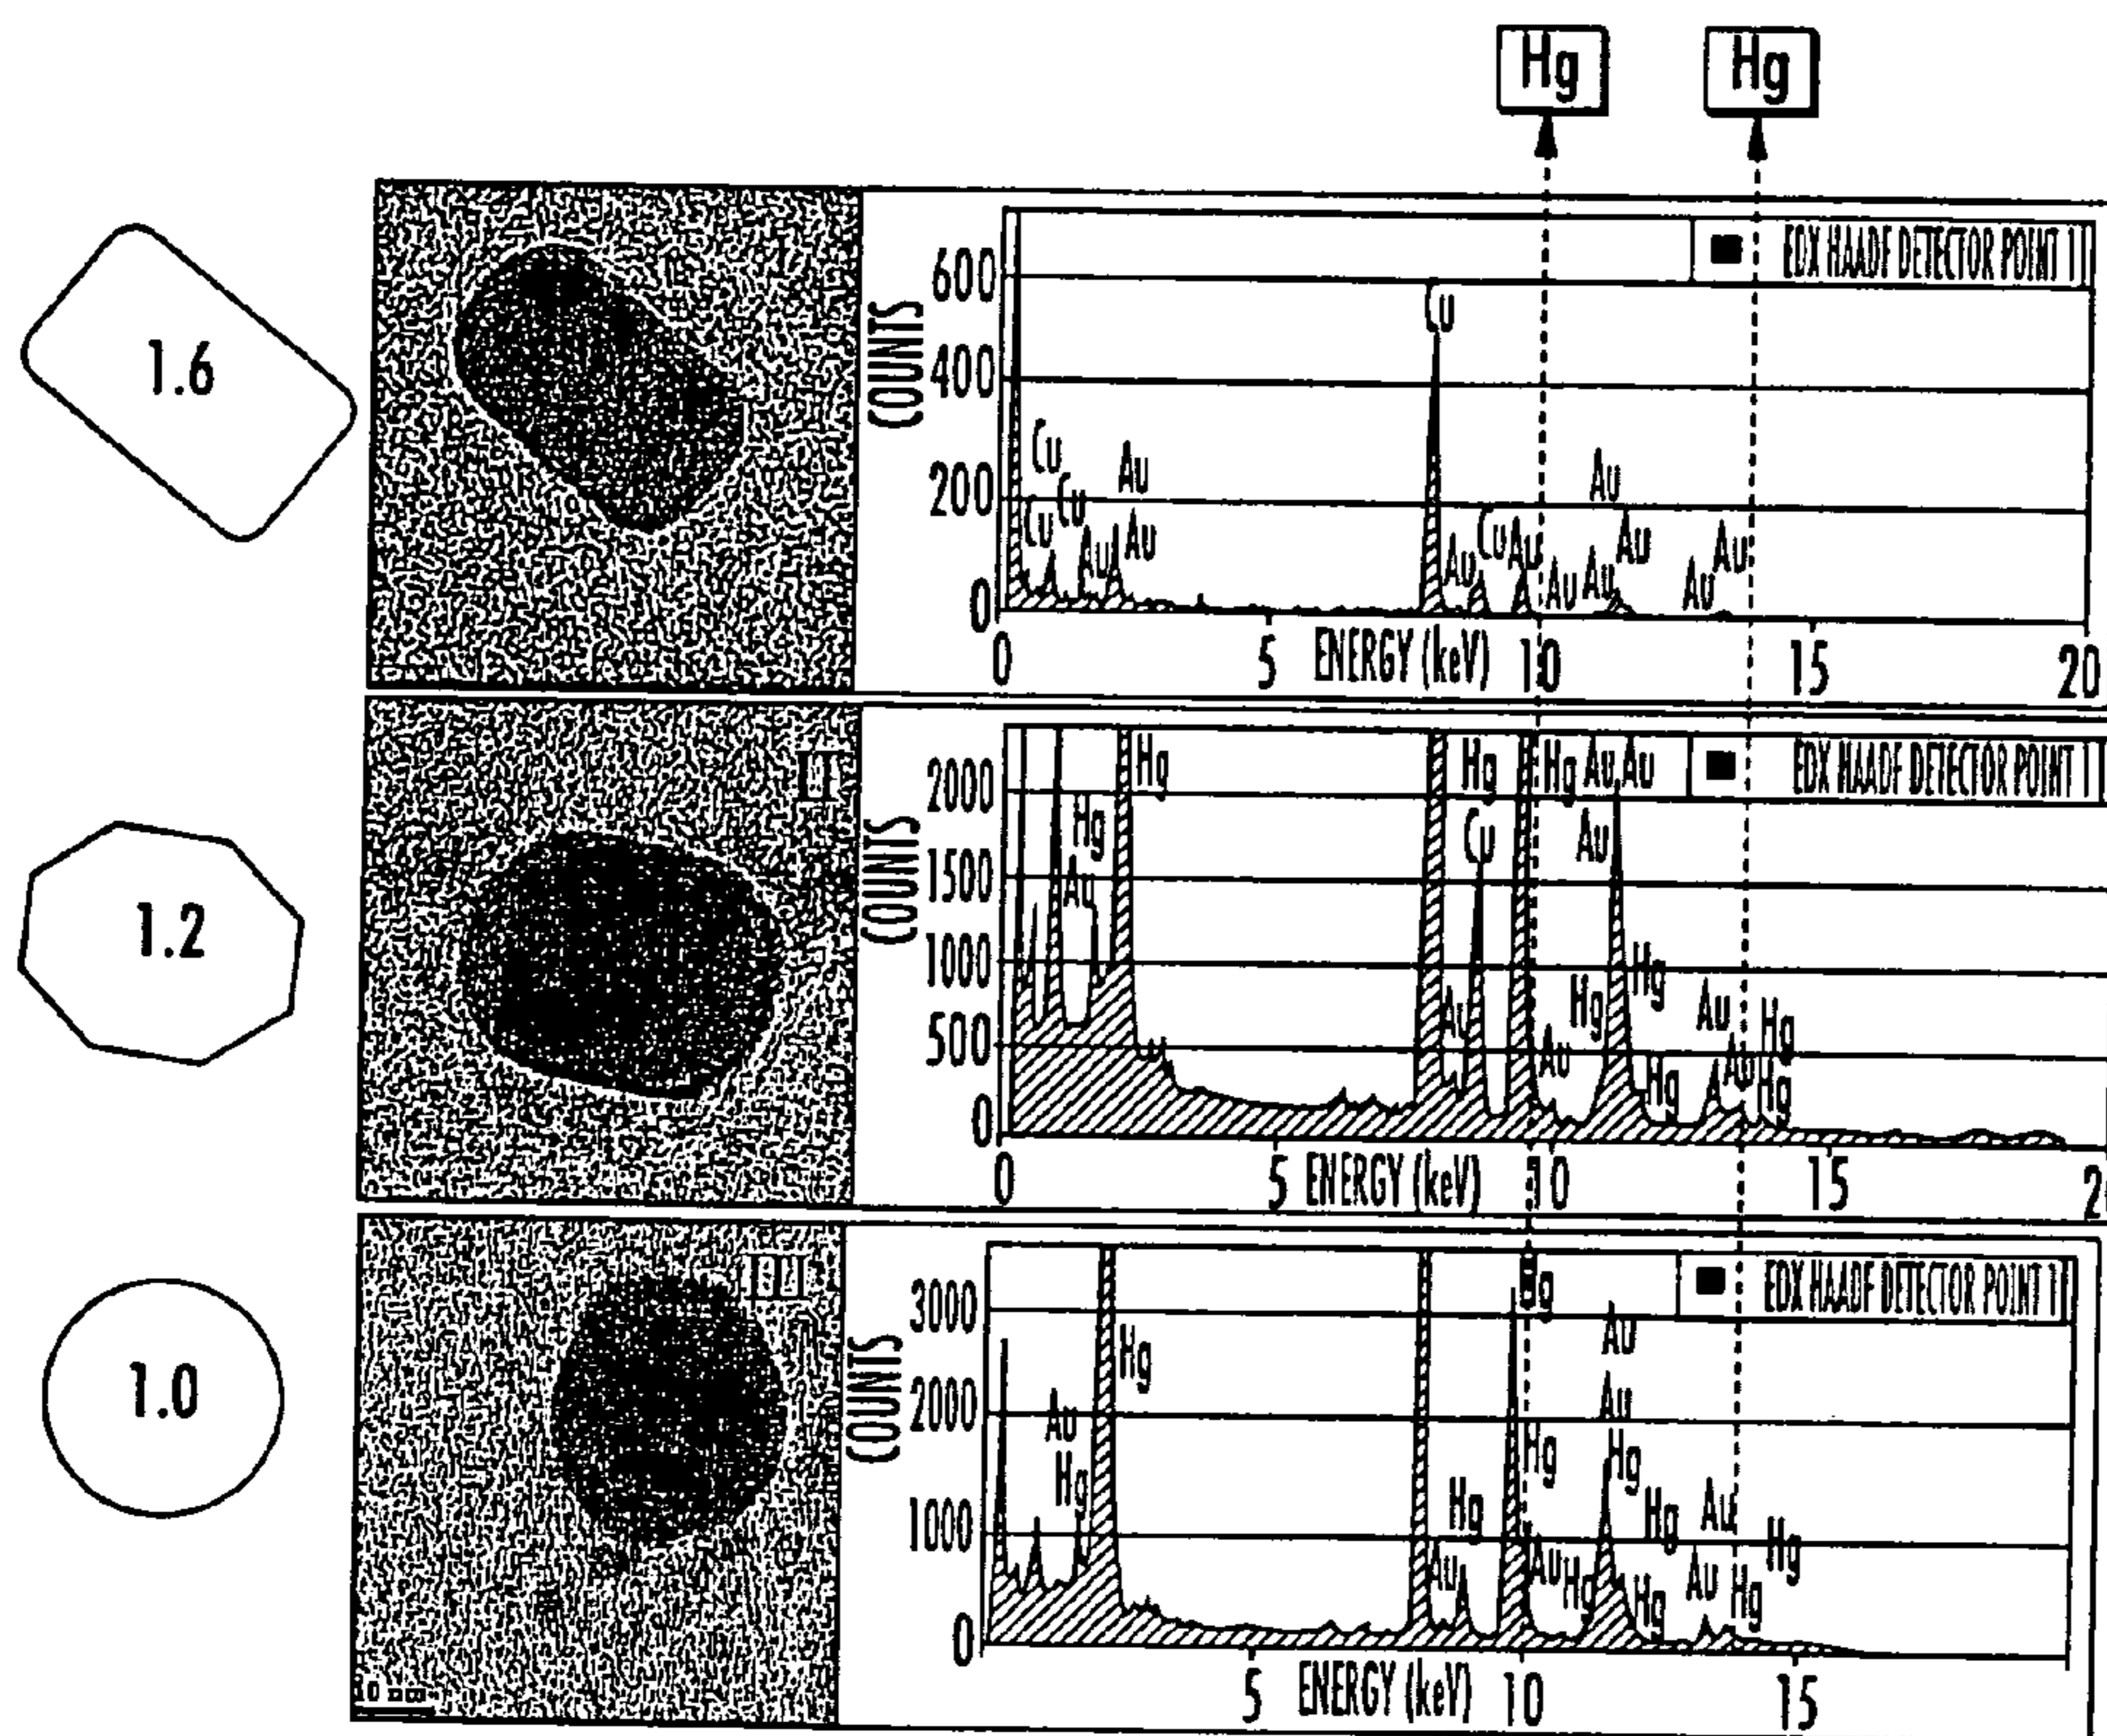 Hg Hg
1.6
EDX HAADF DETECTOR POINT 1
COUNTS
600
400
200
0
Cu
Cu
Cu
Au
Au
Au
Cu
Au
Cu
Au
Au
Au
Au
Au
Au
Au
0 5 ENERGY (keV) 10 15 20
1.2
II
EDX HAADF DETECTOR POINT 1
COUNTS
2000
1500
1000
500
0
Hg
Hg
Au
Hg
Cu
Au
Hg
Au
Au
Au
Hg
Hg
Au
Hg
Au
Au
Hg
Hg
0 5 ENERGY (keV) 10 15
1.0
III
EDX HAADF DETECTOR POINT 1
COUNTS
3000
2000
1000
0
Hg
Au
Hg
Hg
Au
Hg
Hg
Au
Au
Au
Hg
Hg
Hg
Hg
Au
Au
Hg
Hg
5 ENERGY (keV) 10 15